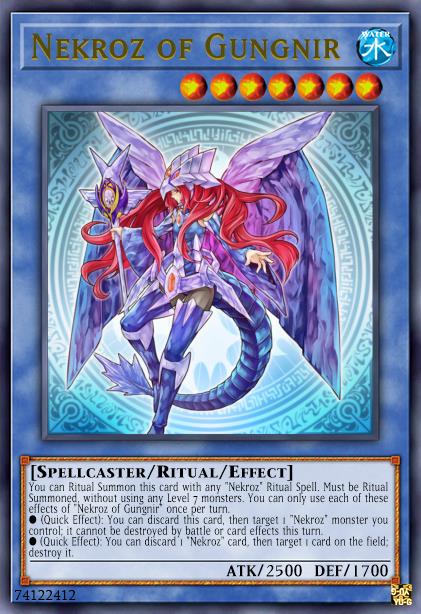 Nekroz of Gungnir
WATER
水
[Spellcaster/Ritual/Effect]
You can Ritual Summon this card with any "Nekroz" Ritual Spell. Must be Ritual
Summoned, without using any Level 7 monsters. You can only use each of these
effects of "Nekroz of Gungnir" once per turn.
● (Quick Effect): You can discard this card, then target 1 "Nekroz" monster you
control; it cannot be destroyed by battle or card effects this turn.
● (Quick Effect): You can discard 1 "Nekroz" card, then target 1 card on the field;
destroy it.
ATK/2500 DEF/1700
74122412